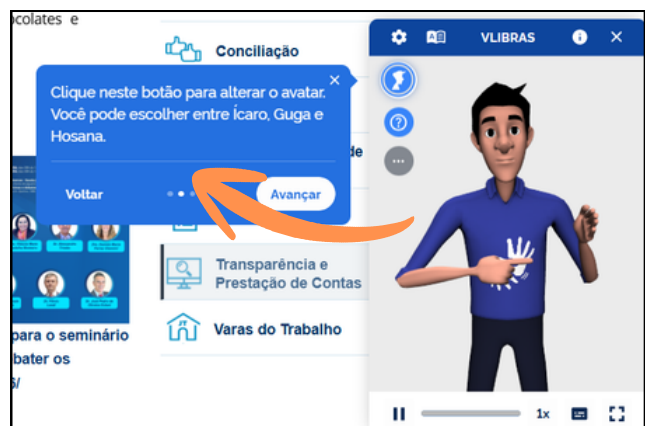 ocolates e
Conciliação
VLIBRAS
Clique neste botão para alterar o avatar.
Você pode escolher entre Ícaro, Guga e
Hosana.
de
Voltar
Avançar
Transparência e
Prestação de Contas
Varas do Trabalho
para o seminário
bater os
6/
1x